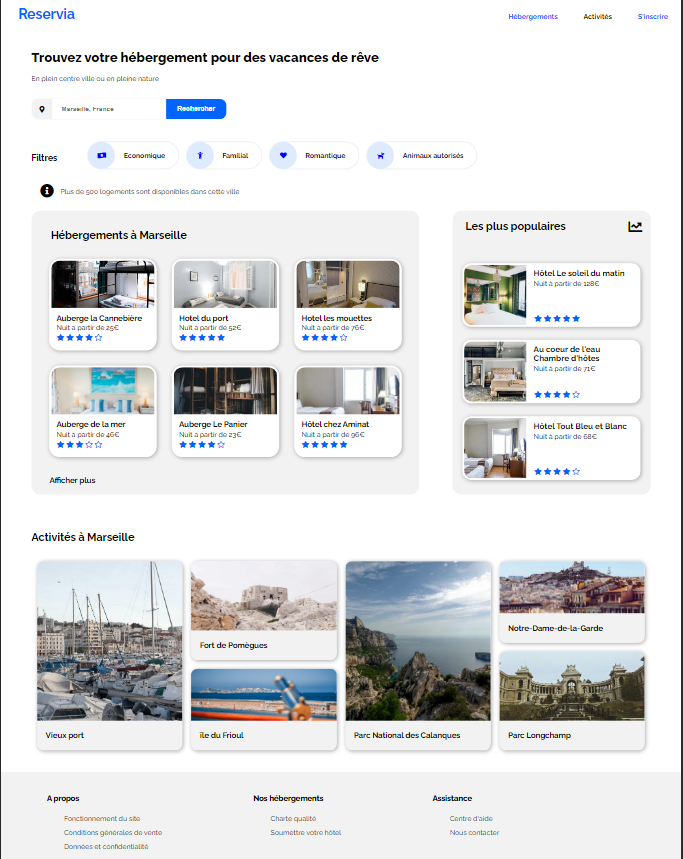 Reservia
Hébergements
Activités
S'inscrire
Trouvez votre hébergement pour des vacances de rêve
En plein centre ville ou en pleine nature
Marseille, France
Rechercher
Filtres
Economique
Familial
Romantique
Animaux autorisés
Plus de 500 logements sont disponibles dans cette ville
Hébergements à Marseille
Auberge la Cannebière
Nuit à partir de 25€
Hotel du port
Nuit à partir de 52€
Hotel les mouettes
Nuit à partir de 76€
Auberge de la mer
Nuit à partir de 46€
Auberge Le Panier
Nuit à partir de 23€
Hôtel chez Aminat
Nuit à partir de 96€
Afficher plus
Les plus populaires
Hôtel Le soleil du matin
Nuit à partir de 128€
Au coeur de l'eau
Chambre d'hôtes
Nuit à partir de 71€
Hôtel Tout Bleu et Blanc
Nuit à partir de 68€
Activités à Marseille
Vieux port
Fort de Pomègues
île du Frioul
Parc National des Calanques
Notre-Dame-de-la-Garde
Parc Longchamp
A propos
Fonctionnement du site
Conditions générales de vente
Données et confidentialité
Nos hébergements
Charte qualité
Soumettre votre hôtel
Assistance
Centre d'aide
Nous contacter